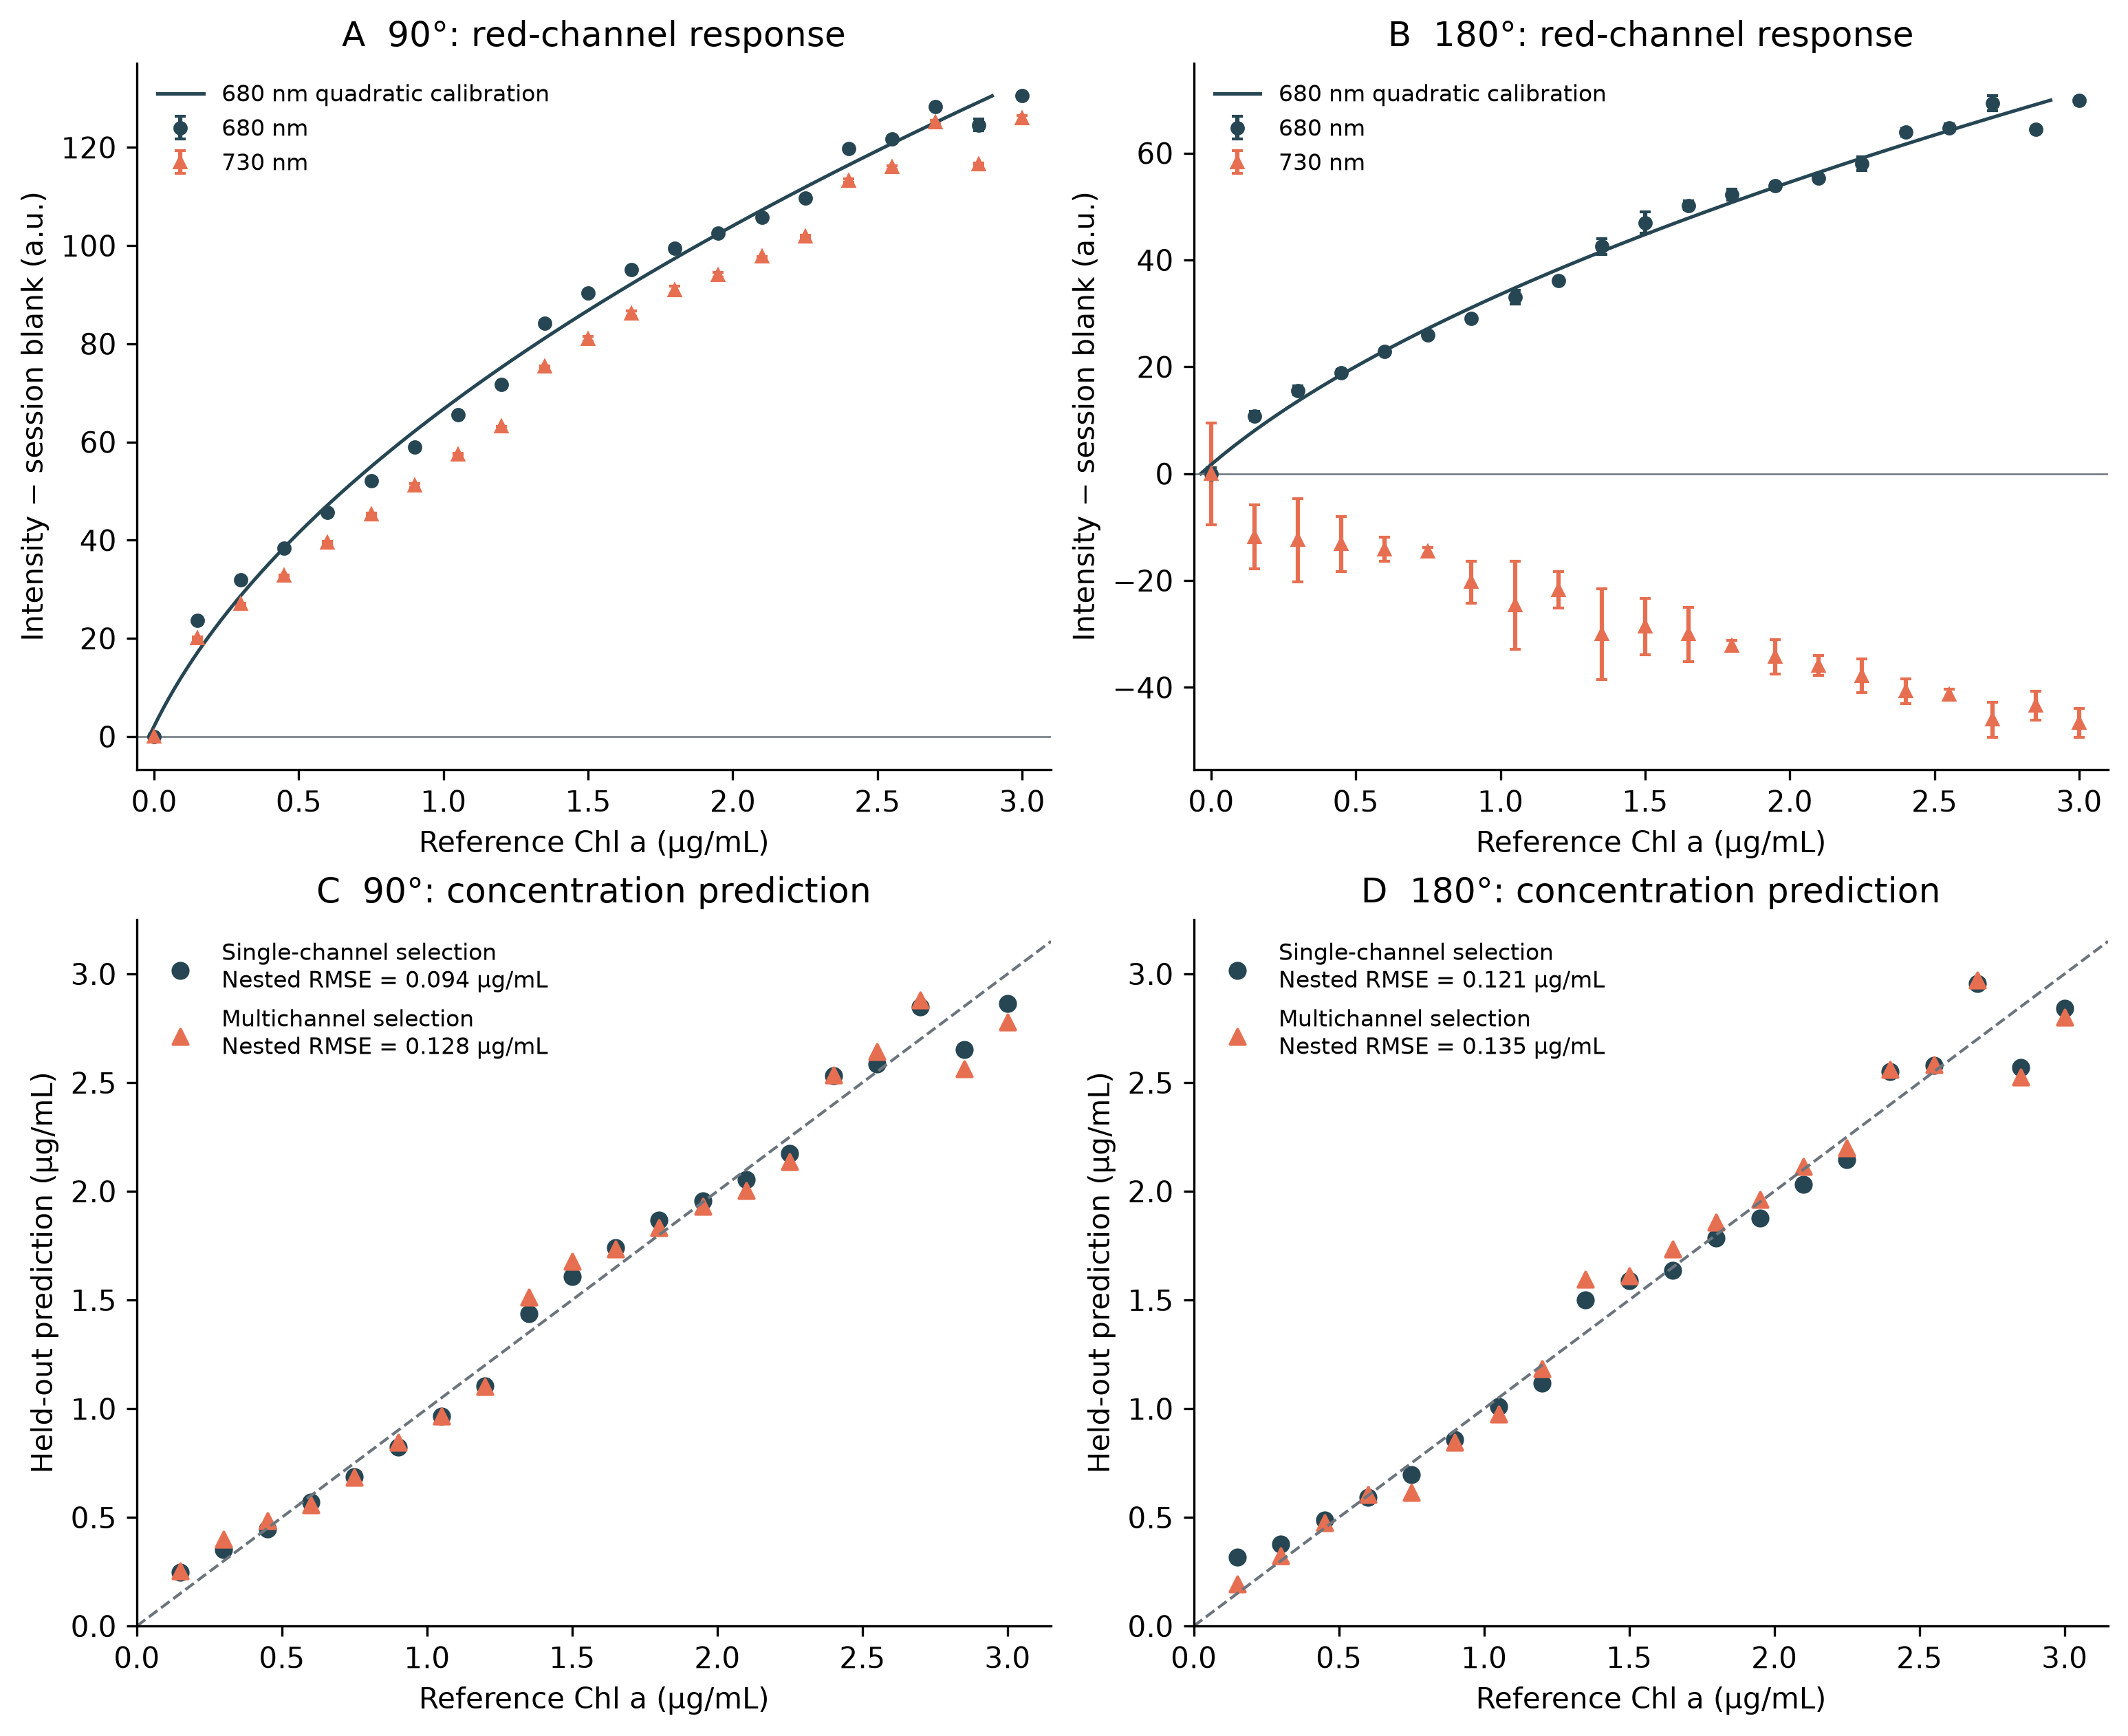 A  90°: red-channel response
680 nm quadratic calibration
680 nm
730 nm
Intensity − session blank (a.u.)
120
100
80
60
40
20
0
0.0 0.5 1.0 1.5 2.0 2.5 3.0
Reference Chl a (µg/mL)
B  180°: red-channel response
680 nm quadratic calibration
680 nm
730 nm
Intensity − session blank (a.u.)
60
40
20
0
−20
−40
0.0 0.5 1.0 1.5 2.0 2.5 3.0
Reference Chl a (µg/mL)
C  90°: concentration prediction
Single-channel selection
Nested RMSE = 0.094 µg/mL
Multichannel selection
Nested RMSE = 0.128 µg/mL
Held-out prediction (µg/mL)
3.0
2.5
2.0
1.5
1.0
0.5
0.0
0.0 0.5 1.0 1.5 2.0 2.5 3.0
Reference Chl a (µg/mL)
D  180°: concentration prediction
Single-channel selection
Nested RMSE = 0.121 µg/mL
Multichannel selection
Nested RMSE = 0.135 µg/mL
Held-out prediction (µg/mL)
3.0
2.5
2.0
1.5
1.0
0.5
0.0
0.0 0.5 1.0 1.5 2.0 2.5 3.0
Reference Chl a (µg/mL)